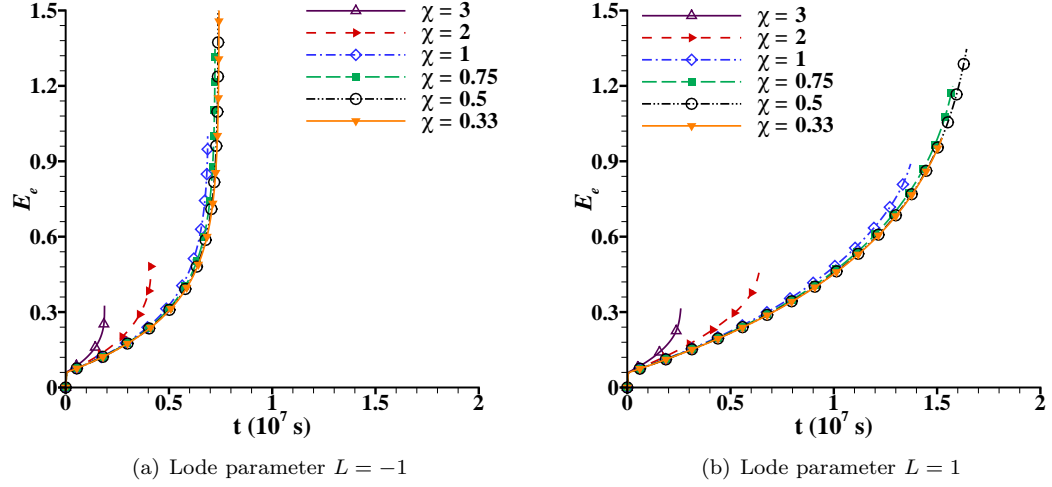 1.5
1.2
0.9
0.6
0.3
0
E_e
0
0.5
1
1.5
2
t (10^7 s)
χ = 3
χ = 2
χ = 1
χ = 0.75
χ = 0.5
χ = 0.33
(a) Lode parameter L = −1
1.5
1.2
0.9
0.6
0.3
0
E_e
0
0.5
1
1.5
2
t (10^7 s)
χ = 3
χ = 2
χ = 1
χ = 0.75
χ = 0.5
χ = 0.33
(b) Lode parameter L = 1